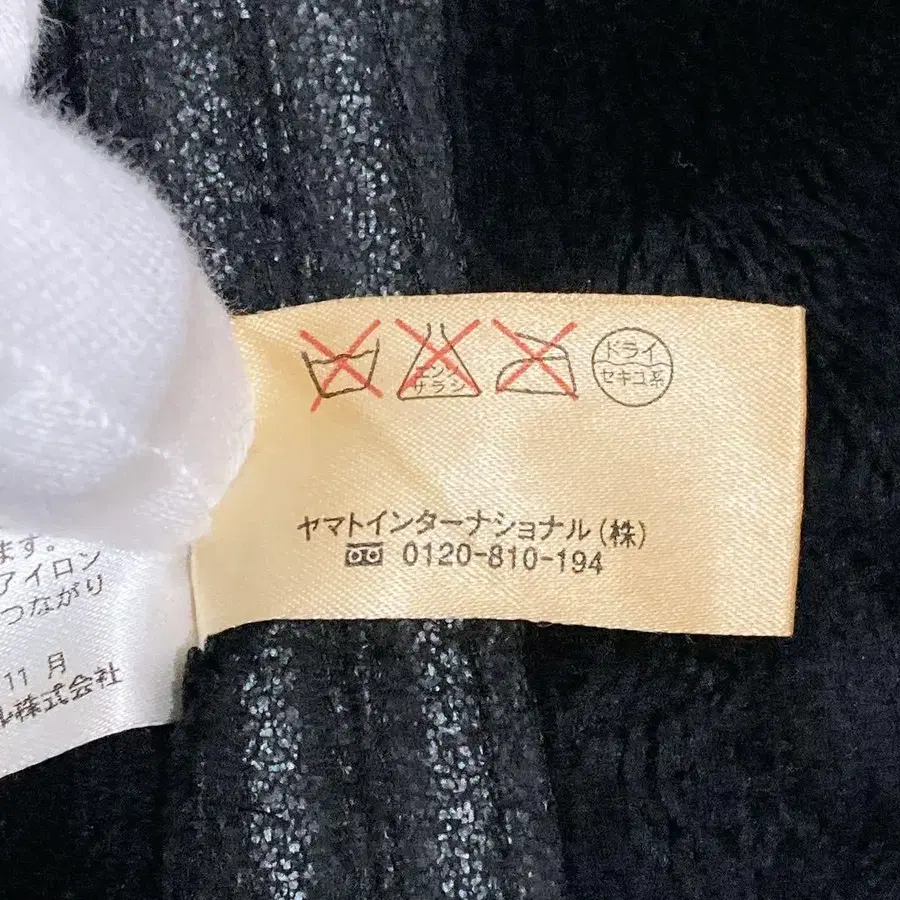 エンソ
サラシ
ドライ
セキユ系
ヤマトインターナショナル(株)
0120-810-194
ます。
アイロン
つながり
11 月
ル株式会社